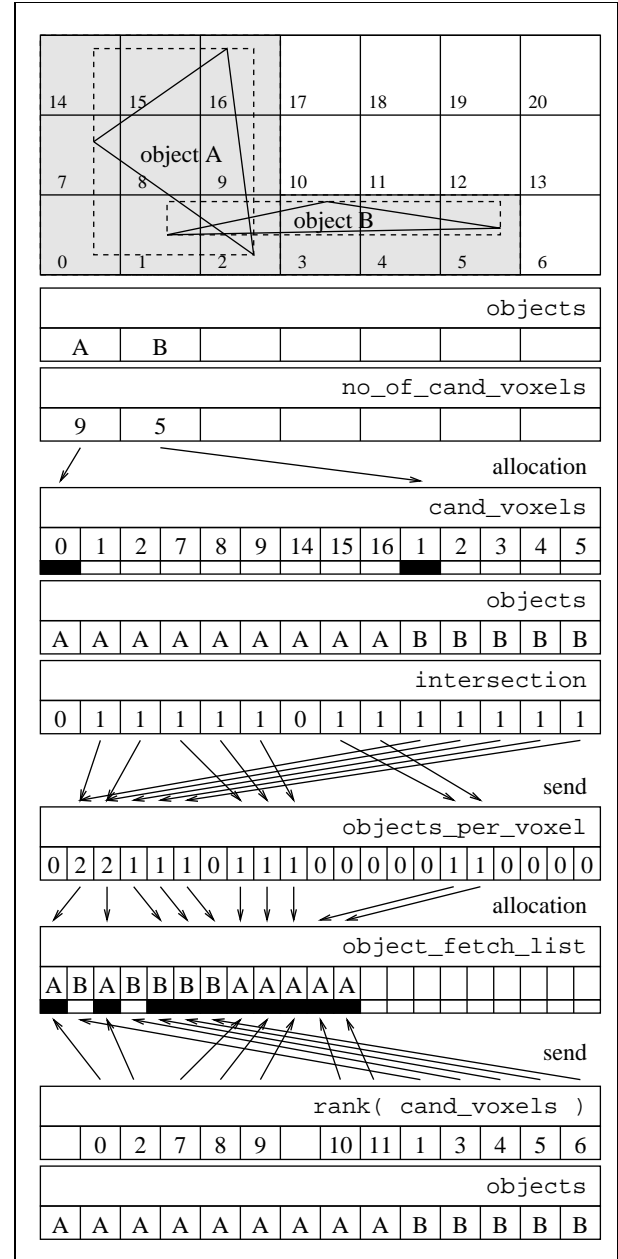 14 15 16 17 18 19 20
object A
7 8 9 10 11 12 13
object B
0 1 2 3 4 5 6
objects
A B
no_of_cand_voxels
9 5
allocation
cand_voxels
0 1 2 7 8 9 14 15 16 1 2 3 4 5
objects
A A A A A A A A A B B B B B
intersection
0 1 1 1 1 1 0 1 1 1 1 1 1 1
send
objects_per_voxel
0 2 2 1 1 1 0 1 1 1 0 0 0 0 0 1 1 0 0 0 0
allocation
object_fetch_list
A B A B B B B A A A A A
send
rank( cand_voxels )
0 2 7 8 9 10 11 1 3 4 5 6
objects
A A A A A A A A A B B B B B